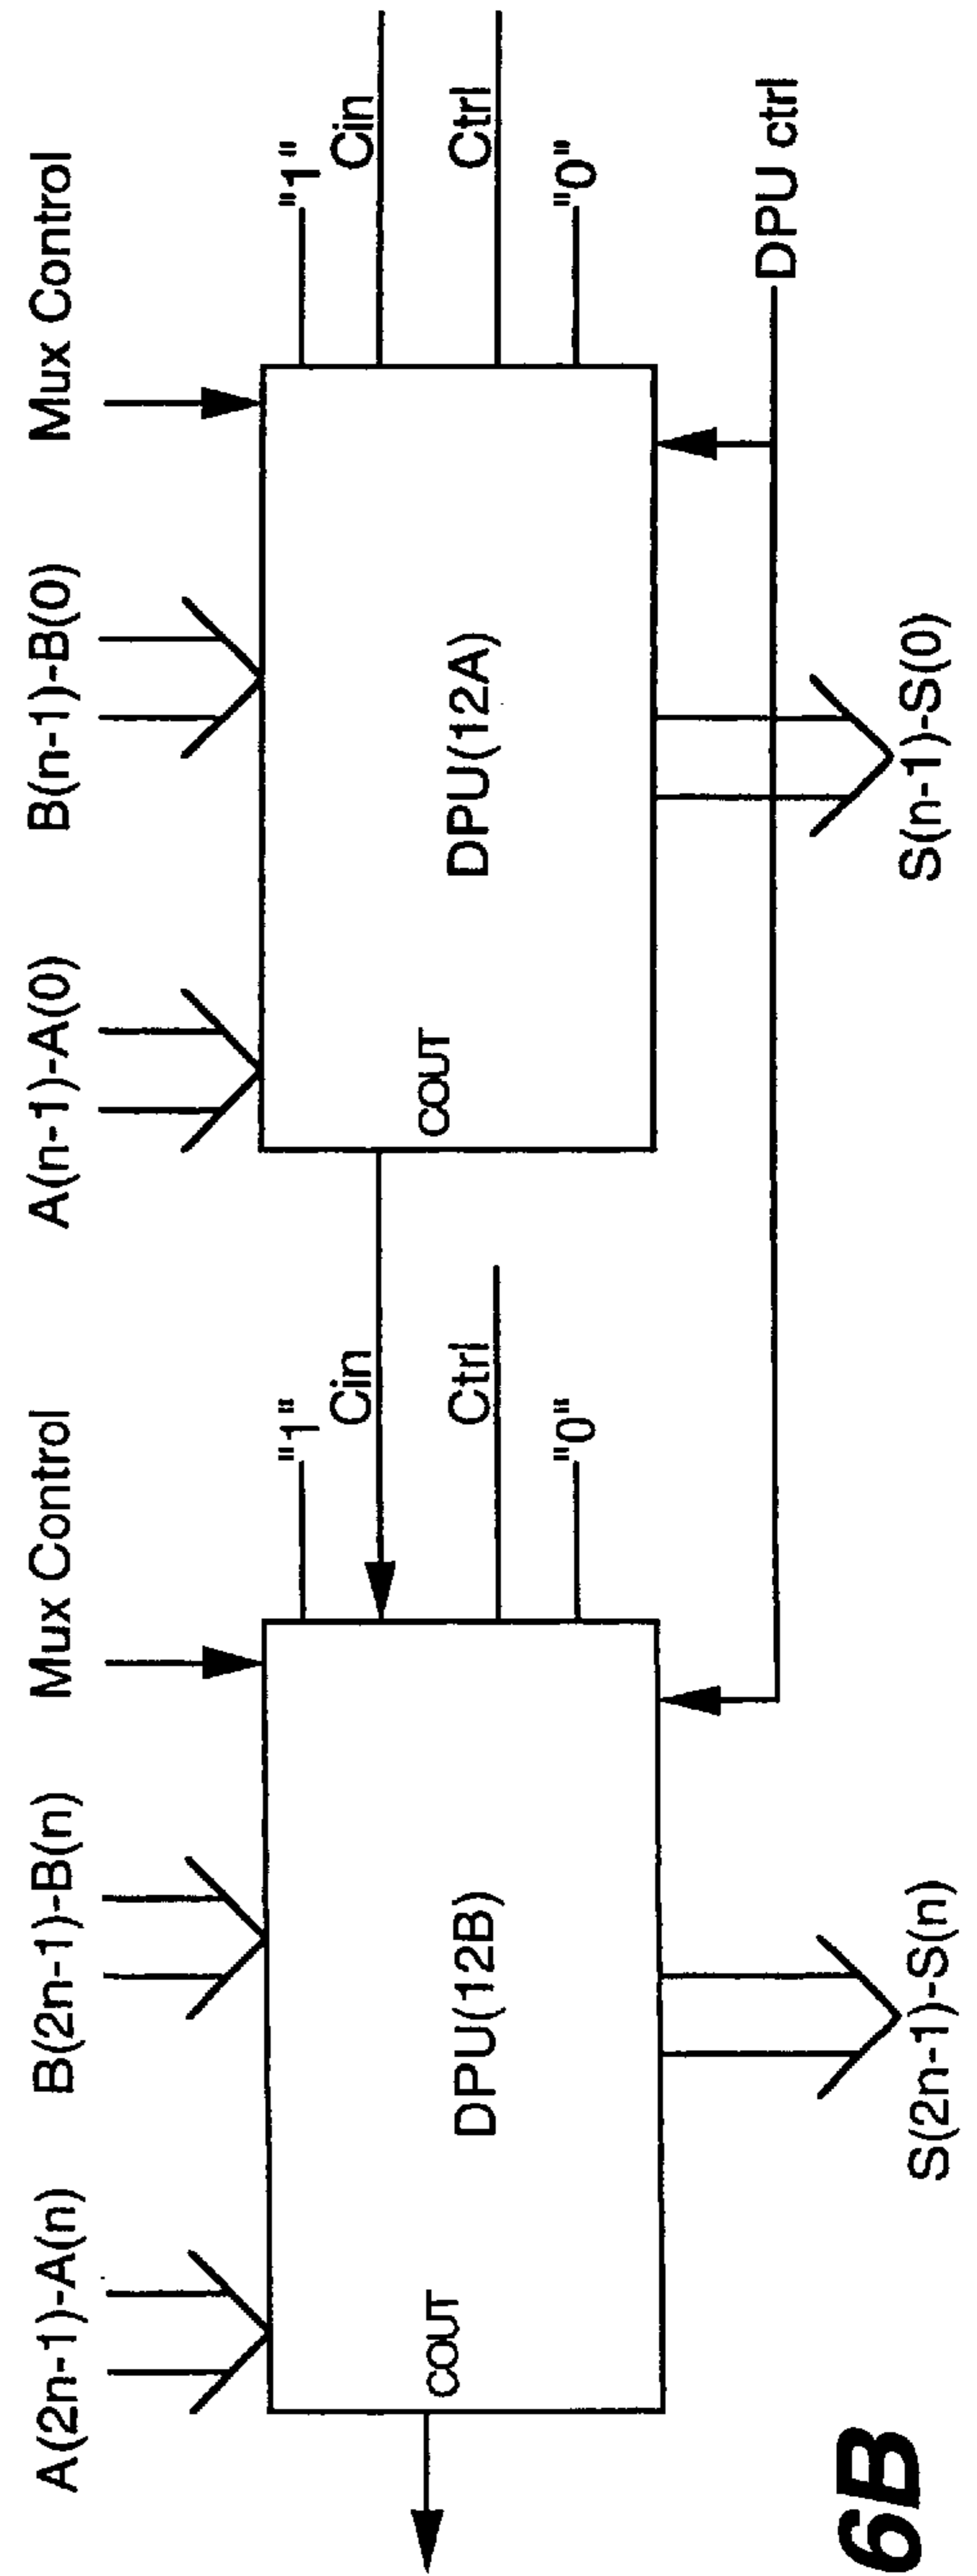 A(2n-1)-A(n)
B(2n-1)-B(n)
Mux Control
A(n-1)-A(0)
B(n-1)-B(0)
Mux Control
"1"
Cin
Ctrl
"0"
"1"
Cin
Ctrl
"0"
COUT
DPU(12B)
COUT
DPU(12A)
DPU ctrl
S(2n-1)-S(n)
S(n-1)-S(0)
6B